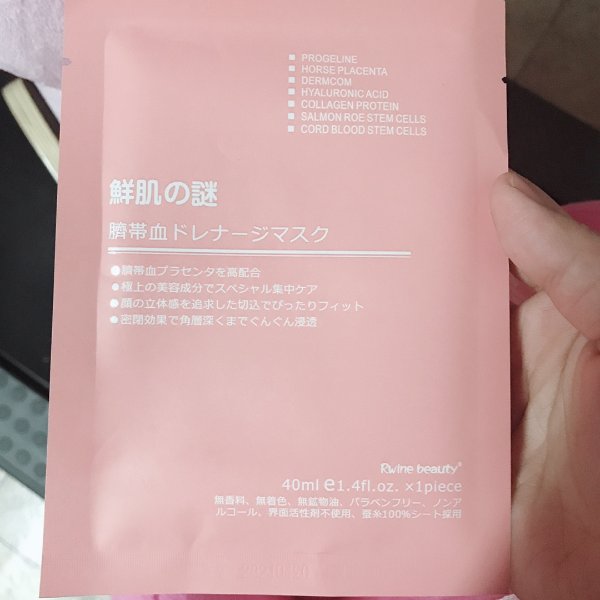 ■ PROGELINE
■ HORSE PLACENTA
■ DERMCOM
■ HYALURONIC ACID
■ COLLAGEN PROTEIN
■ SALMON ROE STEM CELLS
■ CORD BLOOD STEM CELLS
鮮肌の謎
臍帯血ドレナージマスク
●臍帯血プラセンタを高配合
●極上の美容成分でスペシャル集中ケア
●顔の立体感を追求した切込でぴったりフィット
●密閉効果で角層深くまでぐんぐん浸透
Rwine beauty
40ml e1.4fl.oz. ×1piece
無香料、無着色、無鉱物油、パラベンフリー、ノンア
ルコール、界面活性剤不使用、蚕糸100%シート採用